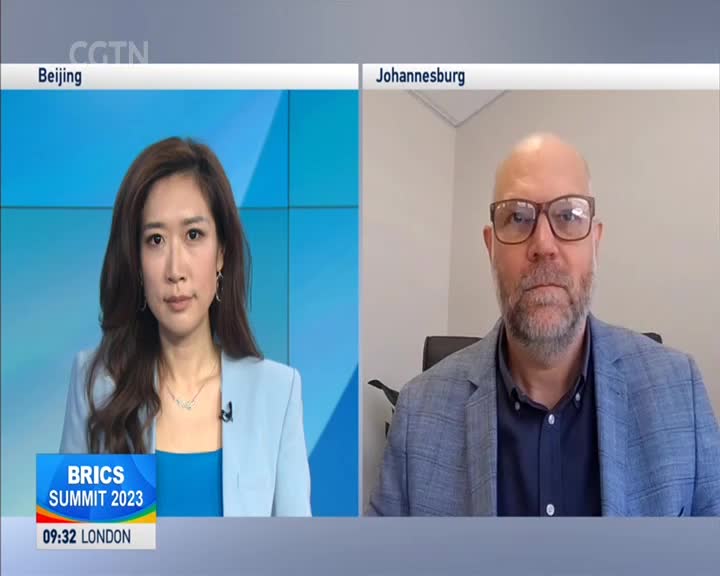 CGTN
Beijing
Johannesburg
BRICS
SUMMIT 2023
09:32 LONDON